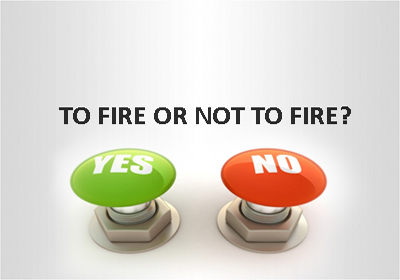 TO FIRE OR NOT TO FIRE?
YES NO